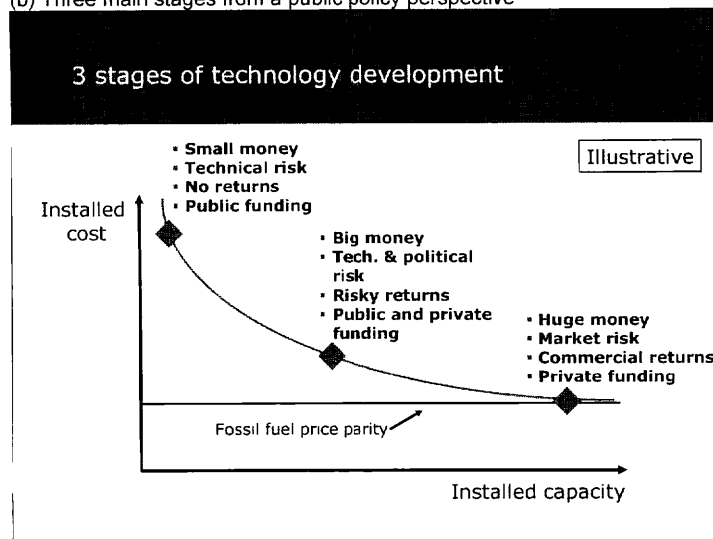 (b) Three main stages from a public policy perspective
3 stages of technology development
▪ Small money
▪ Technical risk
▪ No returns
▪ Public funding
Illustrative
Installed
cost
▪ Big money
▪ Tech. & political
risk
▪ Risky returns
▪ Public and private
funding
▪ Huge money
▪ Market risk
▪ Commercial returns
▪ Private funding
Fossil fuel price parity
Installed capacity